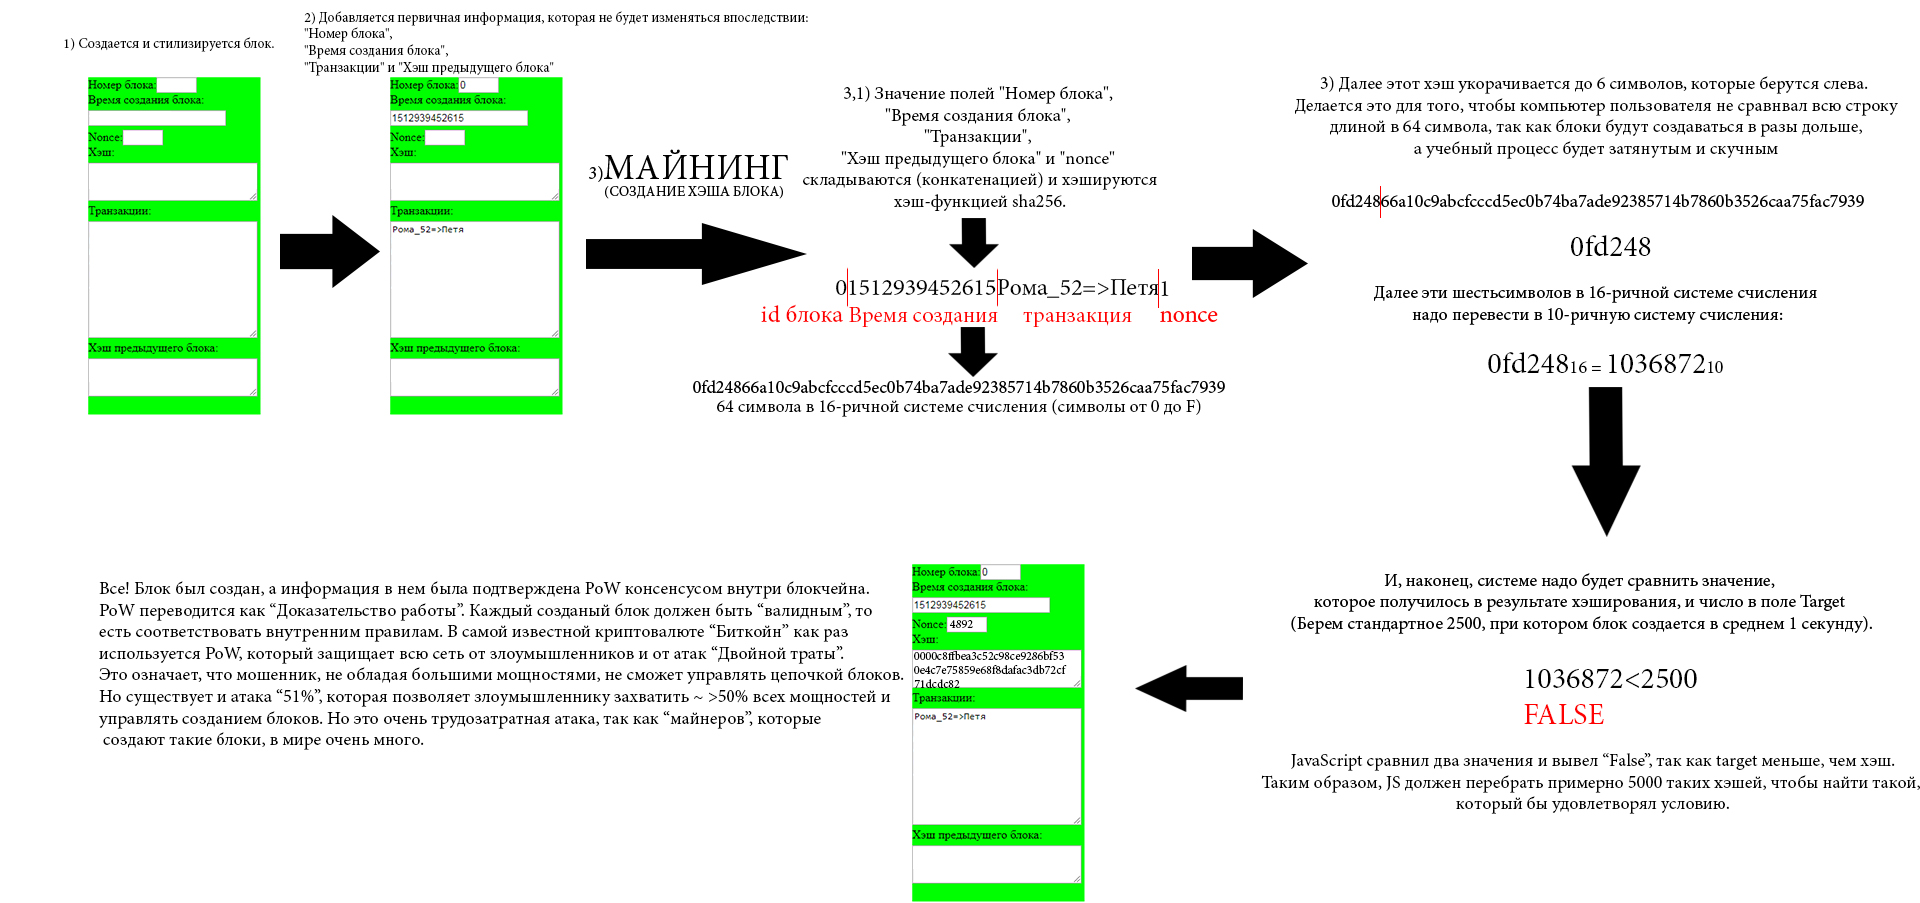 1) Создается и стилизируется блок.
Номер блока:
Время создания блока:
Nonce:
Хэш:
Транзакции:
Хэш предыдущего блока:
2) Добавляется первичная информация, которая не будет изменяться впоследствии:
"Номер блока",
"Время создания блока",
"Транзакции" и "Хэш предыдущего блока"
Номер блока: 0
Время создания блока:
1512939452615
Nonce:
Хэш:
Транзакции:
Рома_52=>Петя
Хэш предыдущего блока:
3)МАЙНИНГ
(СОЗДАНИЕ ХЭША БЛОКА)
3,1) Значение полей "Номер блока",
"Время создания блока",
"Транзакции",
"Хэш предыдущего блока" и "nonce"
складываются (конкатенацией) и хэшируются
хэш-функцией sha256.
0|1512939452615|Рома_52=>Петя|1
id блока Время создания транзакция nonce
0fd24866a10c9abcfcccd5ec0b74ba7ade92385714b7860b3526caa75fac7939
64 символа в 16-ричной системе счисления (символы от 0 до F)
3) Далее этот хэш укорачивается до 6 символов, которые берутся слева.
Делается это для того, чтобы компьютер пользователя не сравнвал всю строку
длиной в 64 символа, так как блоки будут создаваться в разы дольше,
а учебный процесс будет затянутым и скучным
0fd248|66a10c9abcfcccd5ec0b74ba7ade92385714b7860b3526caa75fac7939
0fd248
Далее эти шестьсимволов в 16-ричной системе счисления
надо перевести в 10-ричную систему счисления:
0fd24816 = 103687210
И, наконец, системе надо будет сравнить значение,
которое получилось в результате хэширования, и число в поле Target
(Берем стандартное 2500, при котором блок создается в среднем 1 секунду).
1036872<2500
FALSE
JavaScript сравнил два значения и вывел “False”, так как target меньше, чем хэш.
Таким образом, JS должен перебрать примерно 5000 таких хэшей, чтобы найти такой,
который бы удовлетворял условию.
Номер блока: 0
Время создания блока:
1512939452615
Nonce: 4892
Хэш:
0000c8ffbea3c52c98ce9286bf53
0e4c7e75859e68f8dafac3db72cf
71dcdc82
Транзакции:
Рома_52=>Петя
Хэш предыдущего блока:
Все! Блок был создан, а информация в нем была подтверждена PoW консенсусом внутри блокчейна.
PoW переводится как “Доказательство работы”. Каждый созданый блок должен быть “валидным”, то
есть соответствовать внутренним правилам. В самой известной криптовалюте “Биткойн” как раз
используется PoW, который защищает всю сеть от злоумышленников и от атак “Двойной траты”.
Это означает, что мошенник, не обладая большими мощностями, не сможет управлять цепочкой блоков.
Но существует и атака “51%”, которая позволяет злоумышленнику захватить ~ >50% всех мощностей и
управлять созданием блоков. Но это очень трудозатратная атака, так как “майнеров”, которые
создают такие блоки, в мире очень много.